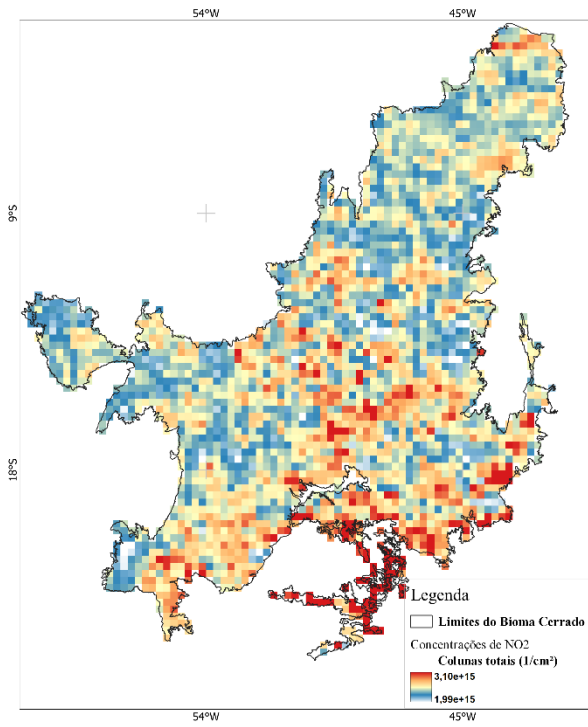 54°W 45°W
9°S
18°S
Legenda
Limites do Bioma Cerrado
Concentrações de NO2
Colunas totais (1/cm²)
3,10e+15
1,99e+15
54°W 45°W